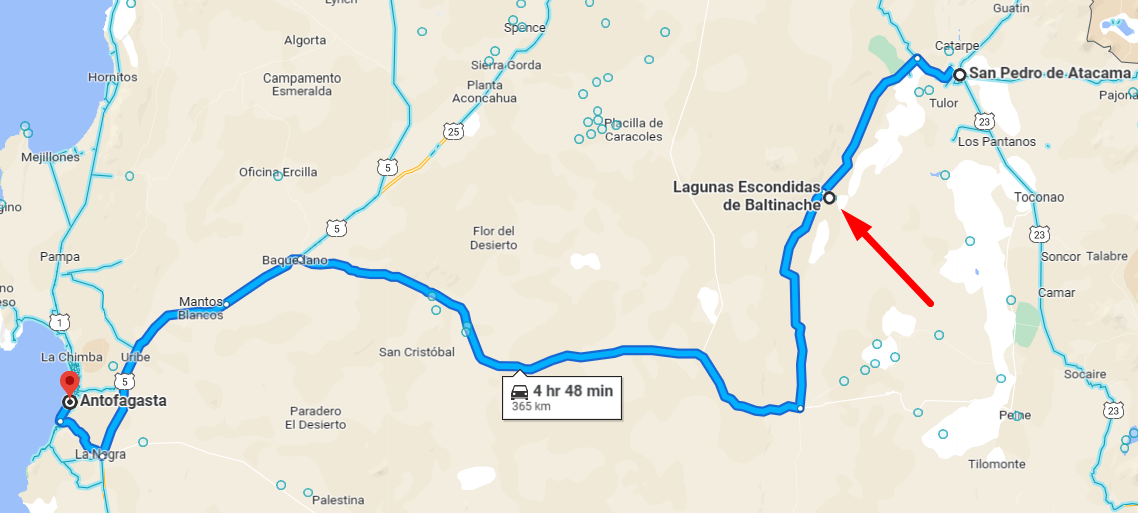 Lynch
Guatin
Spence
Algorta
Catarpe
Sierra Gorda
San Pedro de Atacama
Hornitos
Campamento
Esmeralda
Planta
Aconcahua
Pajona
Tulor
25
Placilla de
Caracoles
23
Los Pantanos
Mejillones
5
Oficina Ercilla
Lagunas Escondidas
de Baltinache
Toconao
gino
5
Flor del
Desierto
23
Pampa
Baquedano
Soncor
Talabre
no
eso
Camar
Mantos
Blancos
1
San Cristóbal
La Chimba
Uribe
Socaire
5
4 hr 48 min
365 km
Antofagasta
Paradero
El Desierto
23
Peine
La Negra
Tilomonte
Palestina